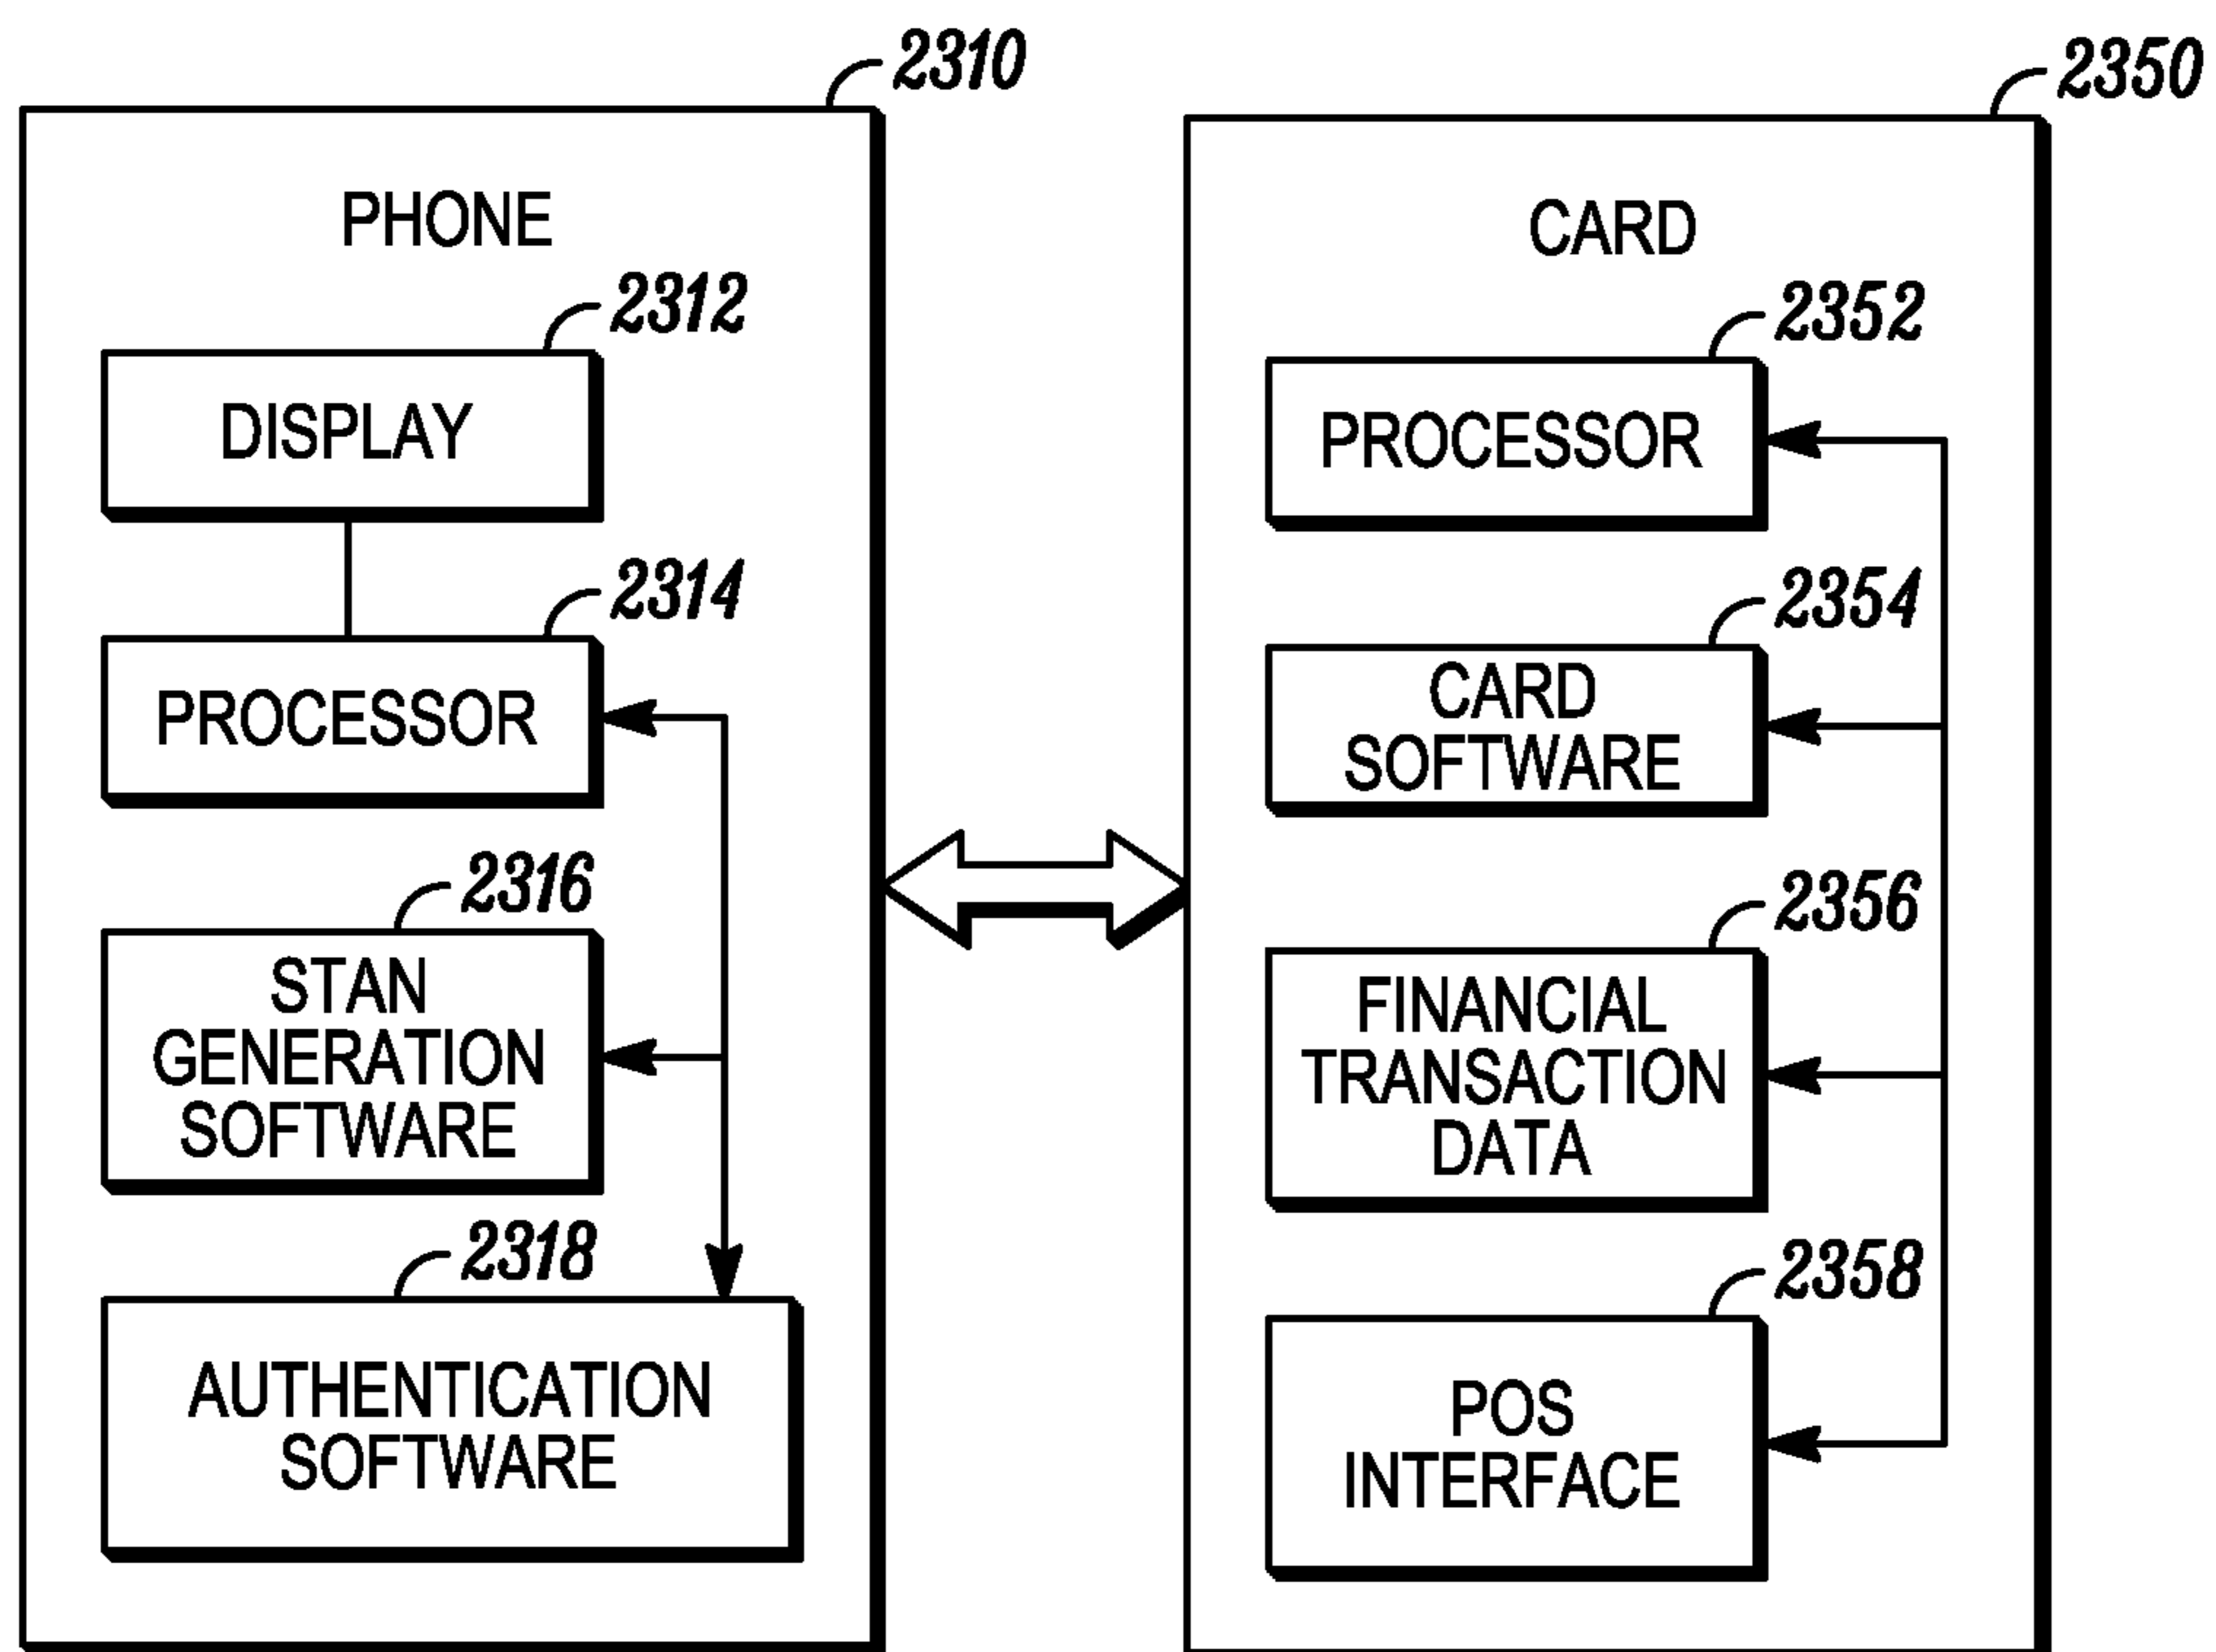 2310
PHONE
2312
DISPLAY
2314
PROCESSOR
2316
STAN
GENERATION
SOFTWARE
2318
AUTHENTICATION
SOFTWARE
2350
CARD
2352
PROCESSOR
2354
CARD
SOFTWARE
2356
FINANCIAL
TRANSACTION
DATA
2358
POS
INTERFACE